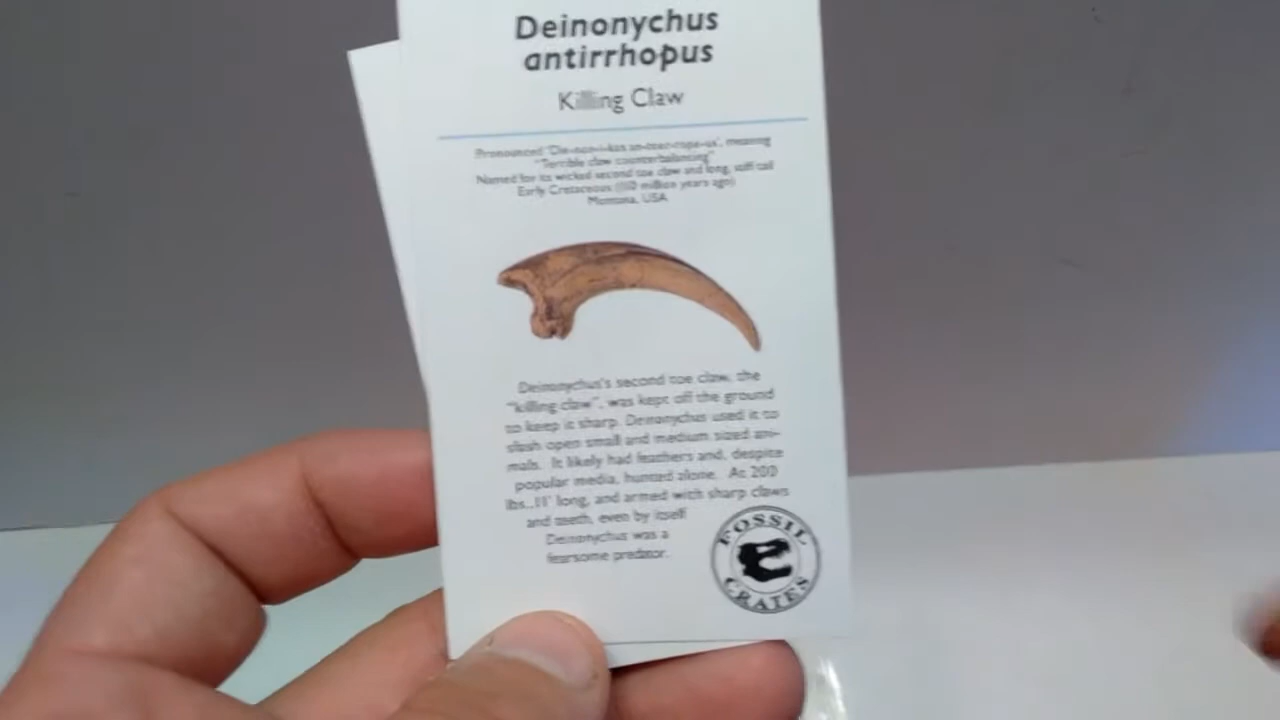 Deinonychus
antirrhopus
Killing Claw
Pronounced "Die-non-i-kos an-teer-rope-us", meaning
"Terrible claw counterbalancing"
Named for its wicked second toe claw and long, stiff tail
Early Cretaceous (110 million years ago)
Montana, USA
Deinonychus's second toe claw, the
"killing claw", was kept off the ground
to keep it sharp. Deinonychus used it to
slash open small and medium sized ani-
mals. It likely had feathers and, despite
popular media, hunted alone. At 200
lbs., 11' long, and armed with sharp claws
and teeth, even by itself
Deinonychus was a
fearsome predator.
FOSSIL
CRATES